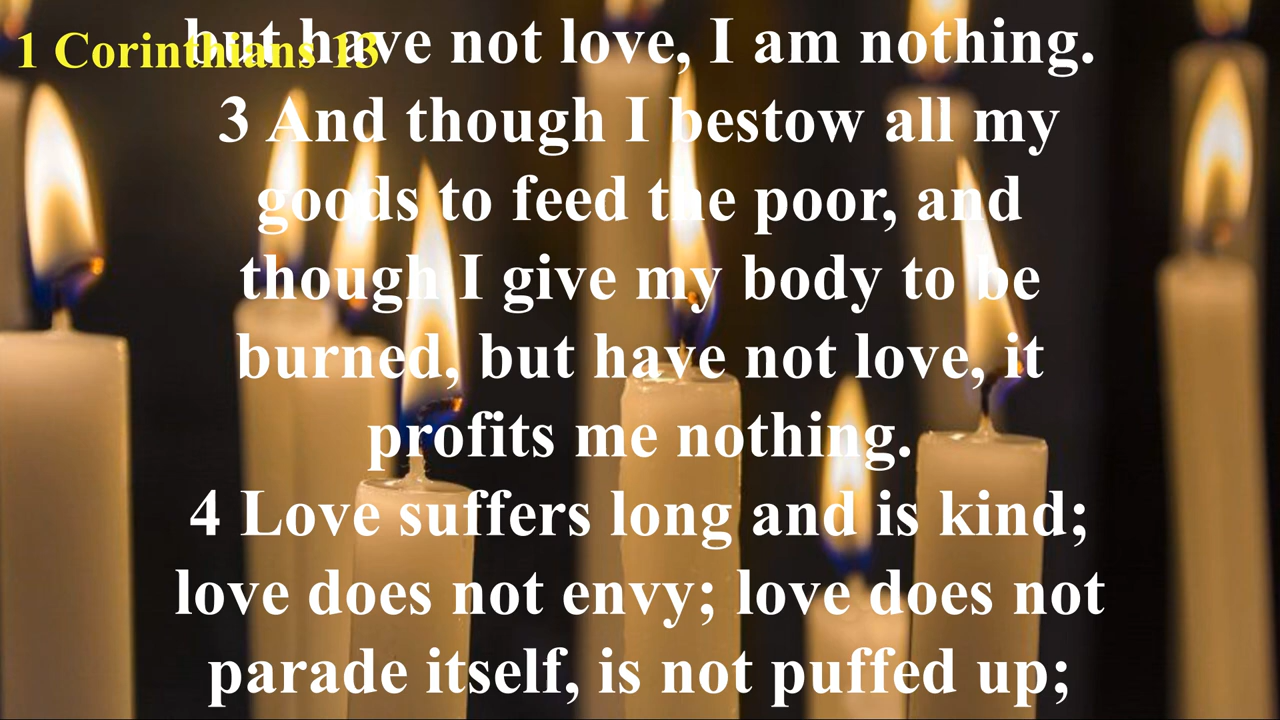 1 Corinthians 13
but have not love, I am nothing.
3 And though I bestow all my
goods to feed the poor, and
though I give my body to be
burned, but have not love, it
profits me nothing.
4 Love suffers long and is kind;
love does not envy; love does not
parade itself, is not puffed up;